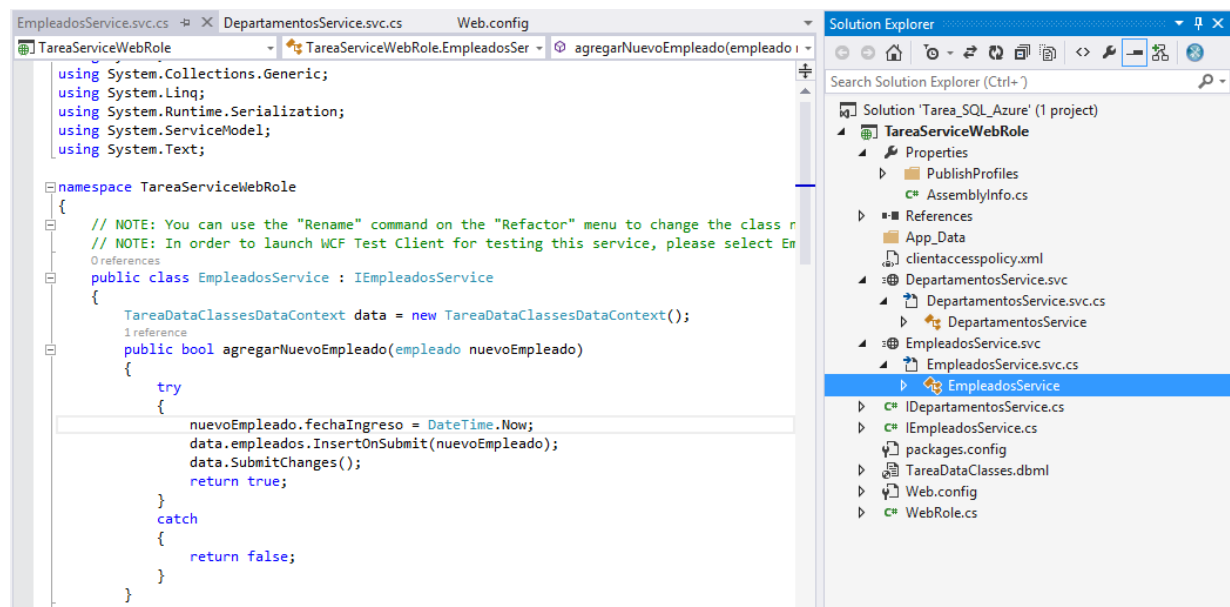 EmpleadosService.svc.cs DepartamentosService.svc.cs Web.config
TareaServiceWebRole TareaServiceWebRole.EmpleadosSer agregarNuevoEmpleado(empleado
using System.Collections.Generic;
using System.Linq;
using System.Runtime.Serialization;
using System.ServiceModel;
using System.Text;
namespace TareaServiceWebRole
{
// NOTE: You can use the "Rename" command on the "Refactor" menu to change the class n
// NOTE: In order to launch WCF Test Client for testing this service, please select Em
0 references
public class EmpleadosService : IEmpleadosService
{
TareaDataClassesDataContext data = new TareaDataClassesDataContext();
1 reference
public bool agregarNuevoEmpleado(empleado nuevoEmpleado)
{
try
{
nuevoEmpleado.fechaIngreso = DateTime.Now;
data.empleados.InsertOnSubmit(nuevoEmpleado);
data.SubmitChanges();
return true;
}
catch
{
return false;
}
}
Solution Explorer
Search Solution Explorer (Ctrl+´)
Solution 'Tarea_SQL_Azure' (1 project)
TareaServiceWebRole
Properties
PublishProfiles
C# AssemblyInfo.cs
References
App_Data
clientaccesspolicy.xml
DepartamentosService.svc
DepartamentosService.svc.cs
DepartamentosService
EmpleadosService.svc
EmpleadosService.svc.cs
EmpleadosService
C# IDepartamentosService.cs
C# IEmpleadosService.cs
packages.config
TareaDataClasses.dbml
Web.config
C# WebRole.cs